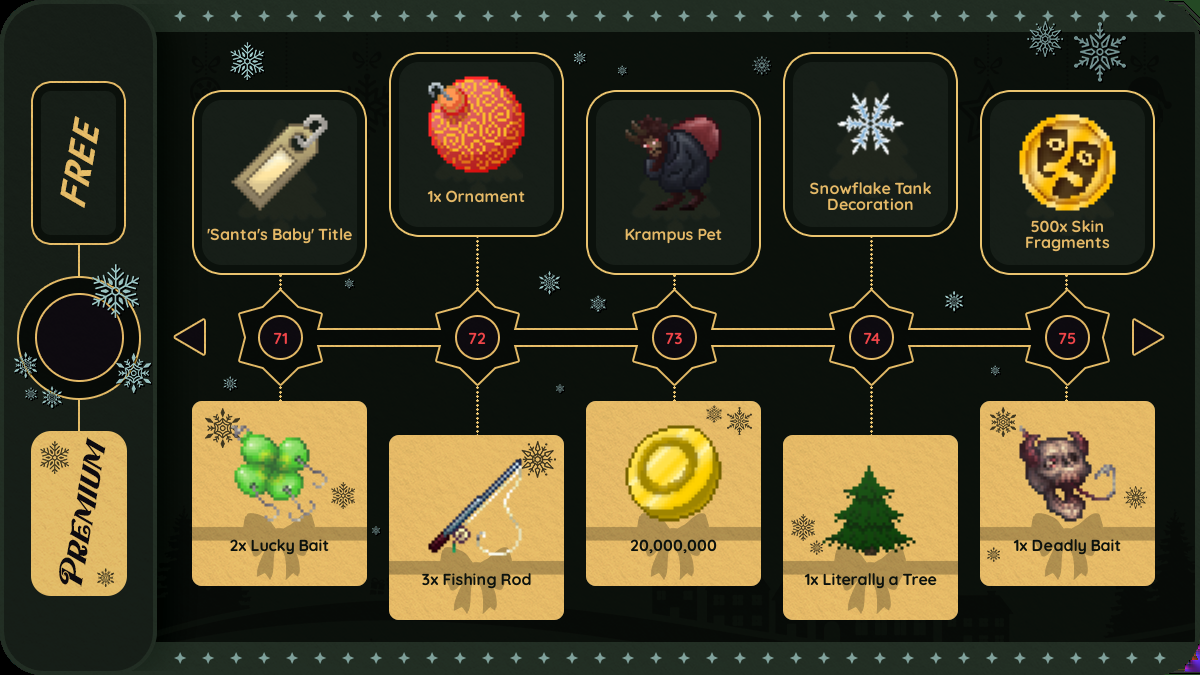 FREE
'Santa's Baby' Title
1x Ornament
Krampus Pet
Snowflake Tank
Decoration
500x Skin
Fragments
71
72
73
74
75
PREMIUM
2x Lucky Bait
3x Fishing Rod
20,000,000
1x Literally a Tree
1x Deadly Bait